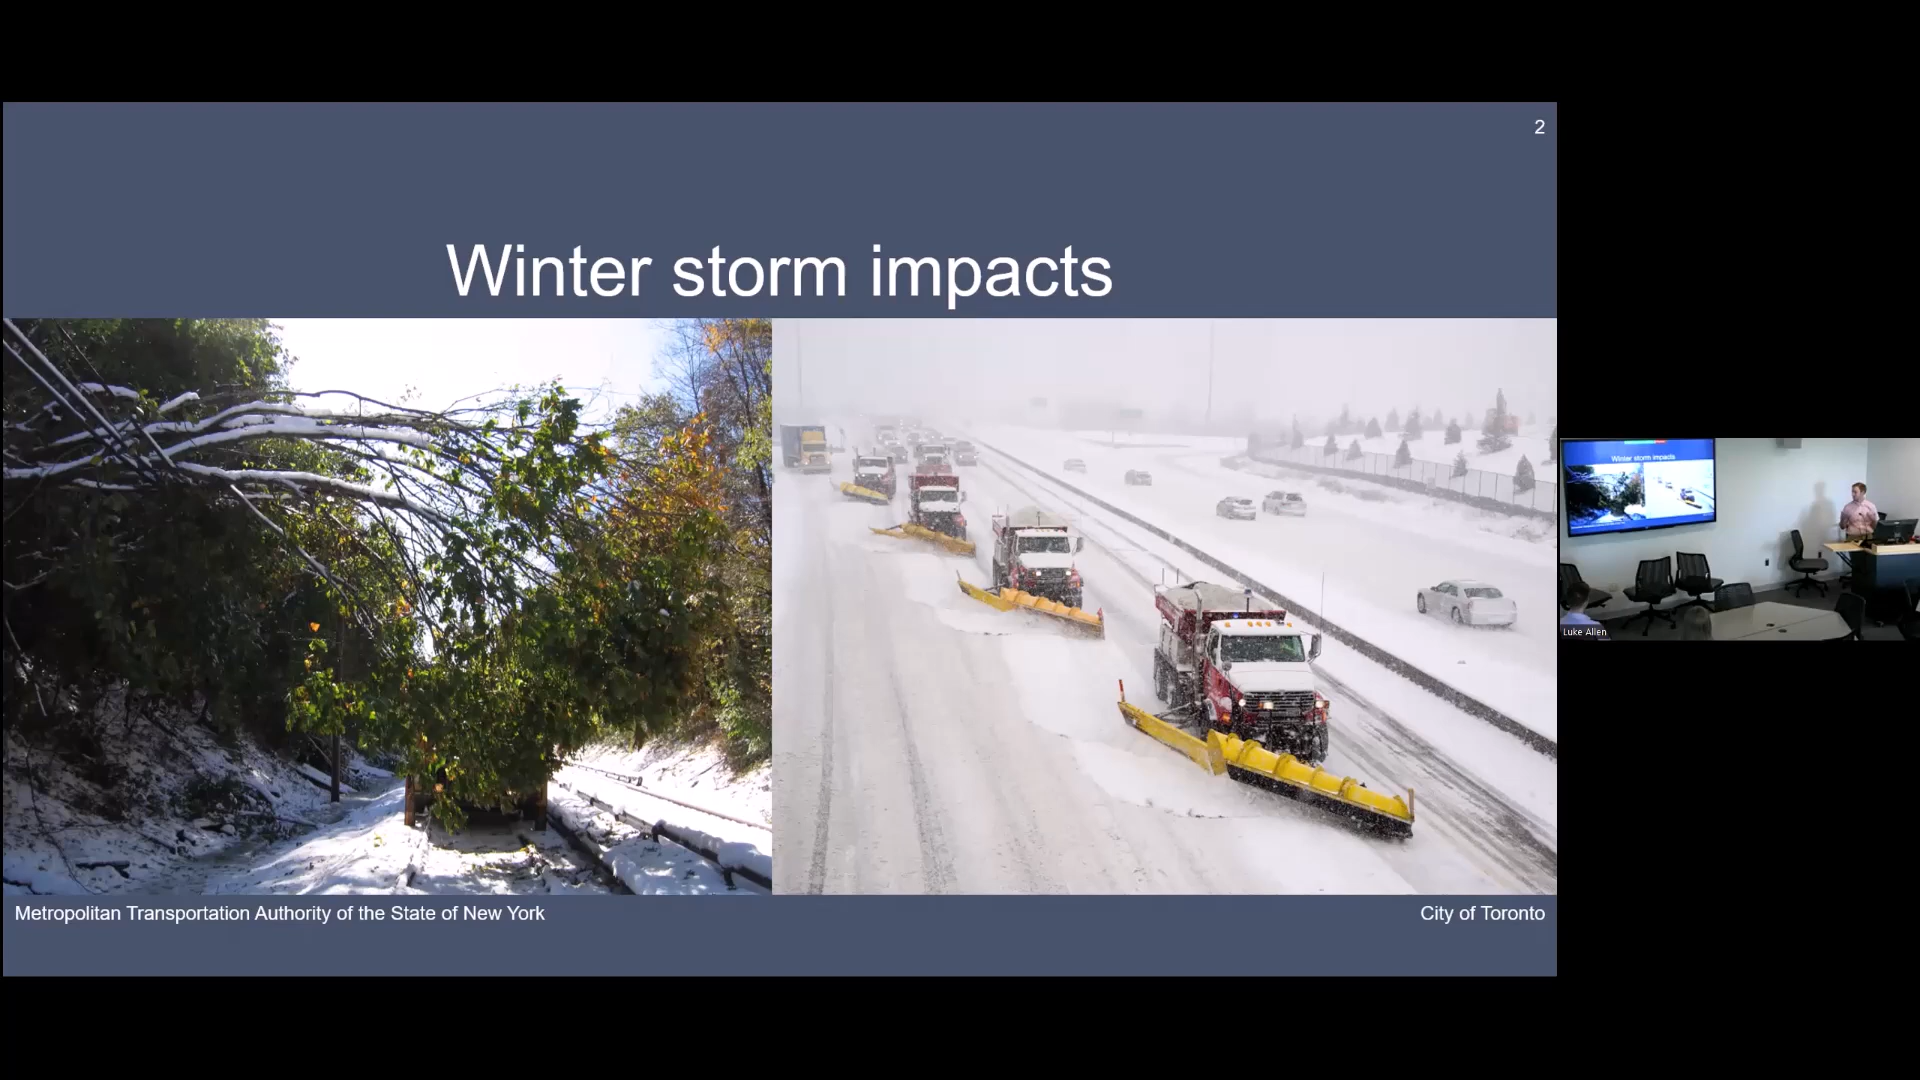 2
Winter storm impacts
Metropolitan Transportation Authority of the State of New York
City of Toronto
Winter storm impacts
Luke Allen